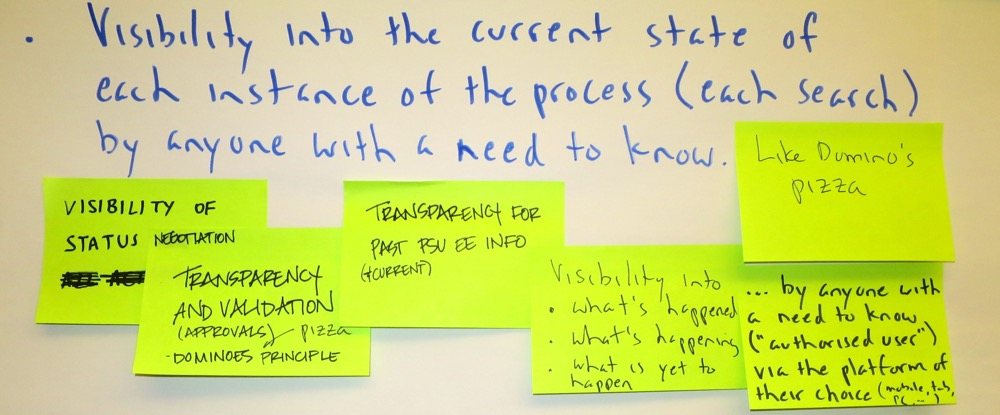 • Visibility into the current state of
each instance of the process (each search)
by anyone with a need to know.
VISIBILITY OF
STATUS
NEGOTIATION
TRANSPARENCY
AND VALIDATION
(APPROVALS) – pizza
-DOMINOES PRINCIPLE
TRANSPARENCY FOR
PAST PSU EE INFO
(+CURRENT)
Visibility into
• what's happened
• what's happening
• what is yet to
happen
Like Domino's
pizza
... by anyone with
a need to know
("authorised user")
via the platform of
their choice (mobile, tab,
PC, ...)